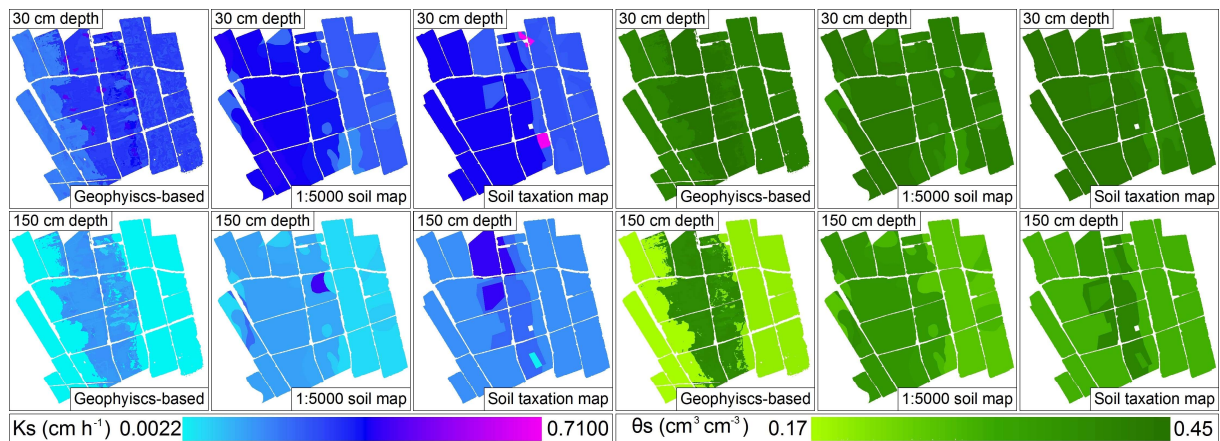 30 cm depth
Geophyiscs-based
30 cm depth
1:5000 soil map
30 cm depth
Soil taxation map
30 cm depth
Geophyiscs-based
30 cm depth
1:5000 soil map
30 cm depth
Soil taxation map
150 cm depth
Geophyiscs-based
150 cm depth
1:5000 soil map
150 cm depth
Soil taxation map
150 cm depth
Geophyiscs-based
150 cm depth
1:5000 soil map
150 cm depth
Soil taxation map
Ks (cm h⁻¹) 0.0022 0.7100
θs (cm³ cm⁻³) 0.17 0.45